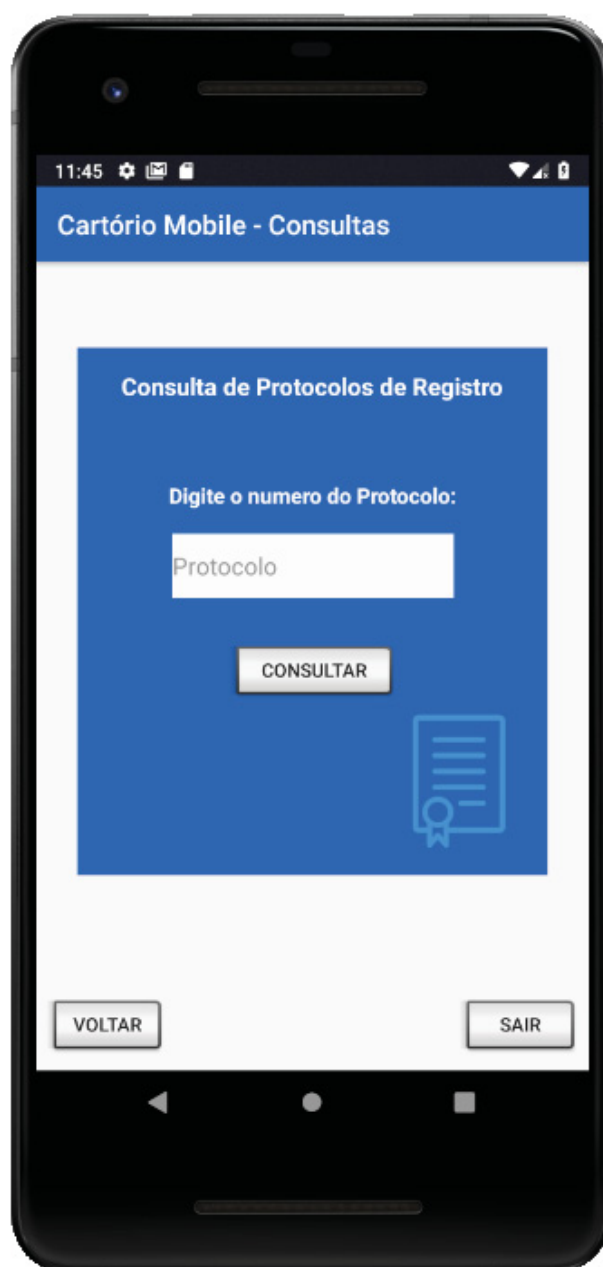 11:45
Cartório Mobile - Consultas
Consulta de Protocolos de Registro
Digite o numero do Protocolo:
Protocolo
CONSULTAR
VOLTAR
SAIR